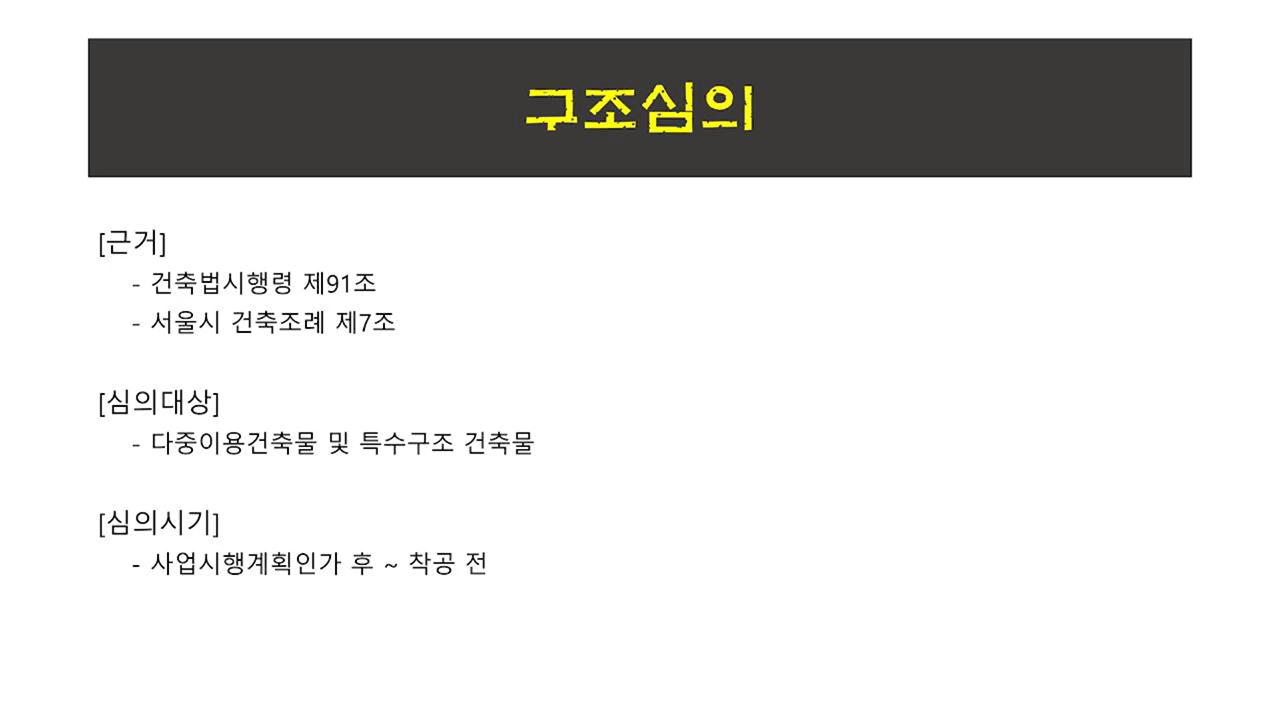 구조심의
[근거]
- 건축법시행령 제91조
- 서울시 건축조례 제7조
[심의대상]
- 다중이용건축물 및 특수구조 건축물
[심의시기]
- 사업시행계획인가 후 ~ 착공 전